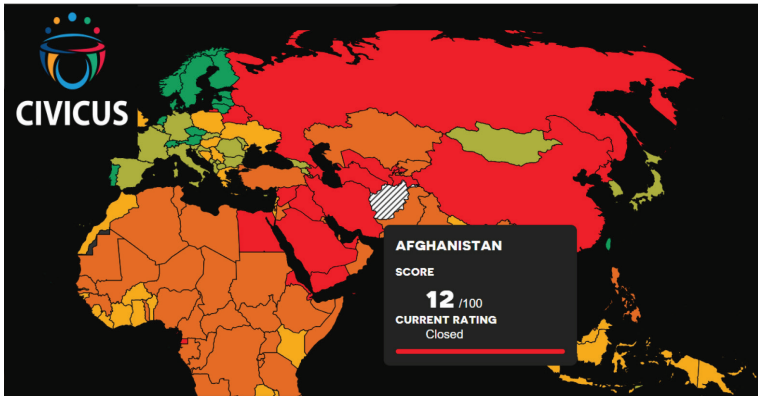 CIVICUS
AFGHANISTAN
SCORE
12 /100
CURRENT RATING
Closed